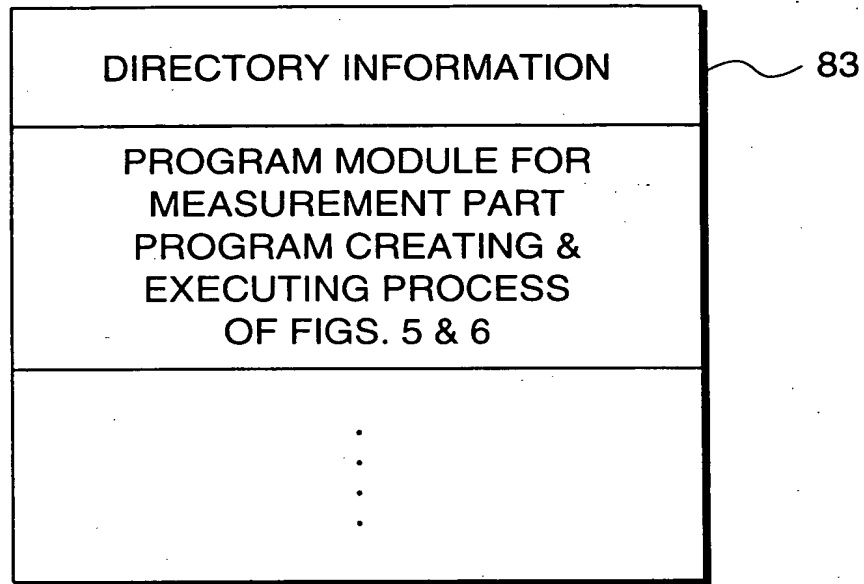 DIRECTORY INFORMATION
83
PROGRAM MODULE FOR
MEASUREMENT PART
PROGRAM CREATING &
EXECUTING PROCESS
OF FIGS. 5 & 6